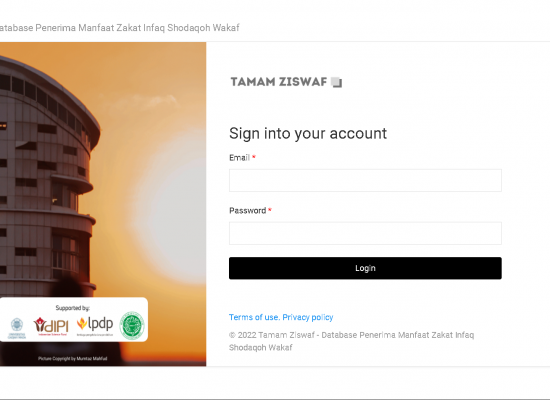 atabase Penerima Manfaat Zakat Infaq Shodaqoh Wakaf
TAMAM ZISWAF
Sign into your account
Email *
Password *
Login
Supported by:
dIPI
lpdp
Terms of use. Privacy policy
© 2022 Tamam Ziswaf - Database Penerima Manfaat Zakat Infaq
Shodaqoh Wakaf
Picture Copyright by Mumtaz Mahfud